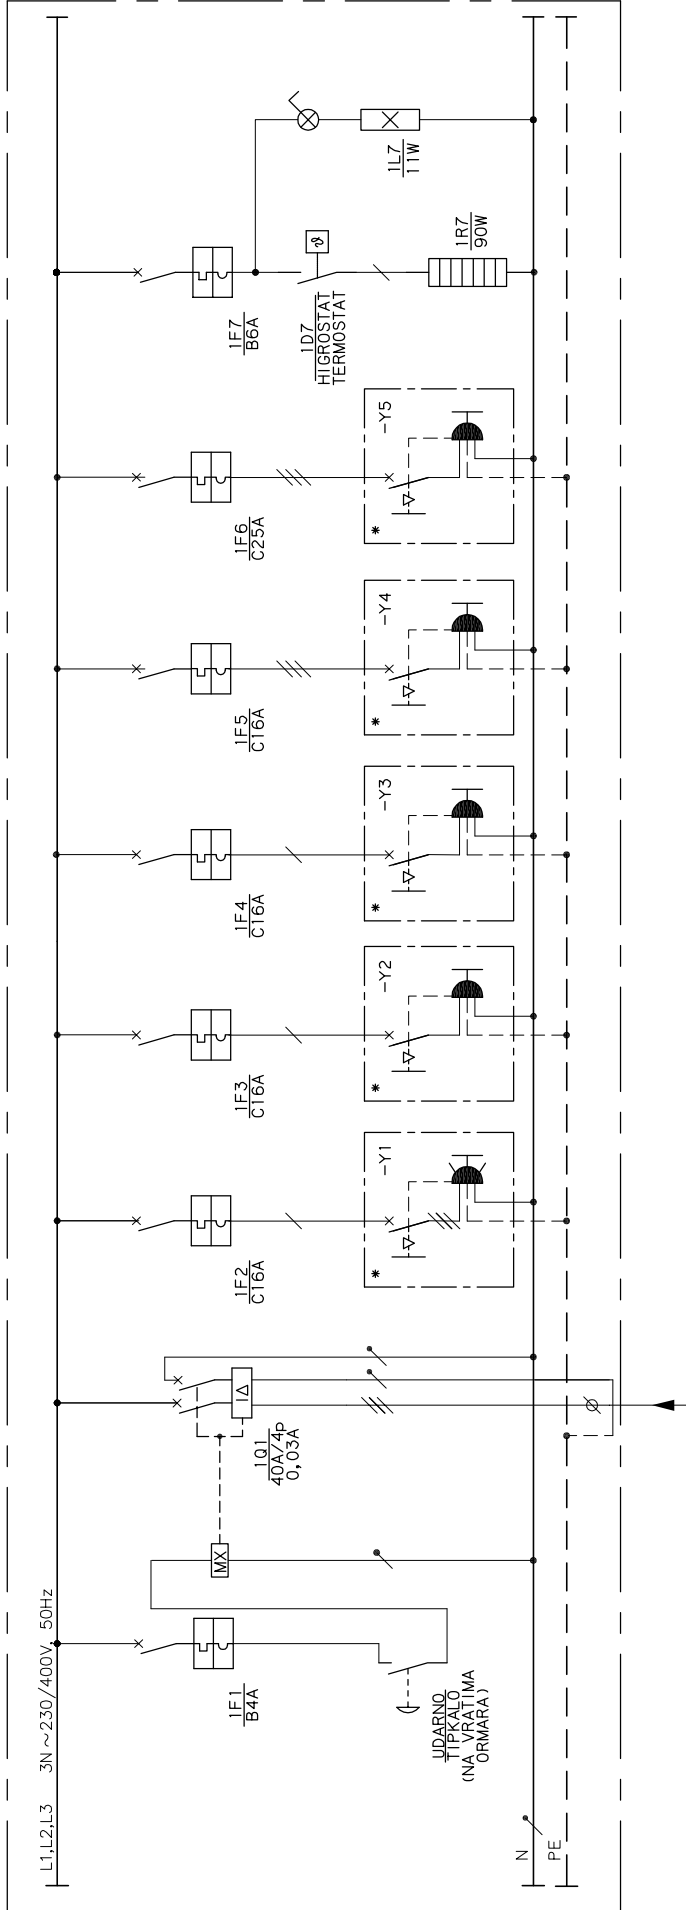 L1,L2,L3 3N ~230/400V, 50Hz
1F1
B4A
UDARNO
TIPKALO
(NA VRATIMA
ORMARA)
MX
1Q1
40A/4P
0,03A
I∆
1F2
C16A
-Y1
*
1F3
C16A
-Y2
*
1F4
C16A
-Y3
*
1F5
C16A
-Y4
*
1F6
C25A
-Y5
*
1F7
B6A
1D7
HIGROSTAT
TERMOSTAT
ϑ
1R7
90W
1L7
11W
N
PE